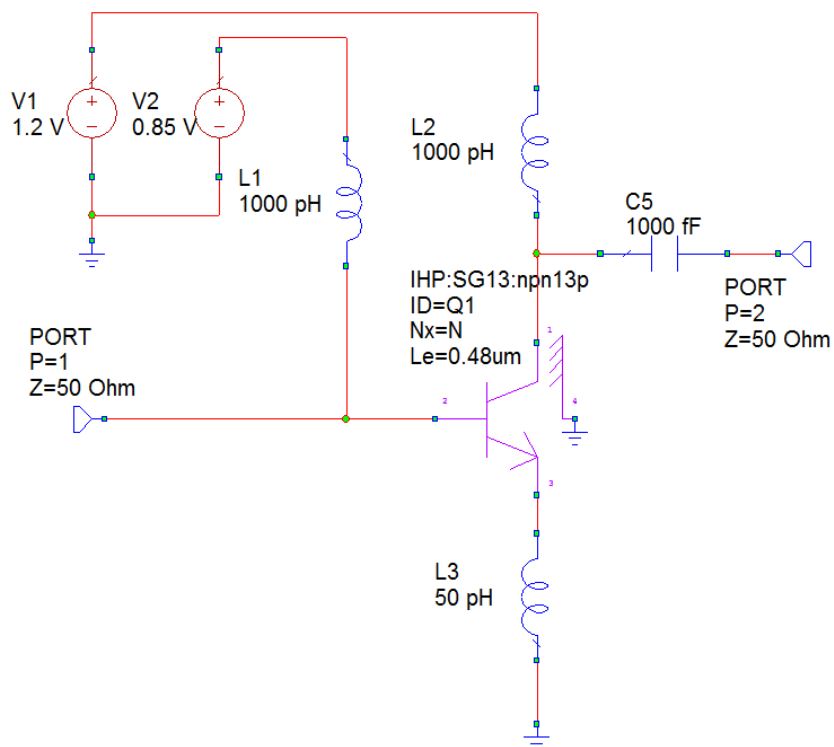 V1
1.2 V
V2
0.85 V
L1
1000 pH
L2
1000 pH
C5
1000 fF
IHP:SG13:npn13p
ID=Q1
Nx=N
Le=0.48um
PORT
P=1
Z=50 Ohm
PORT
P=2
Z=50 Ohm
1
2
3
4
L3
50 pH